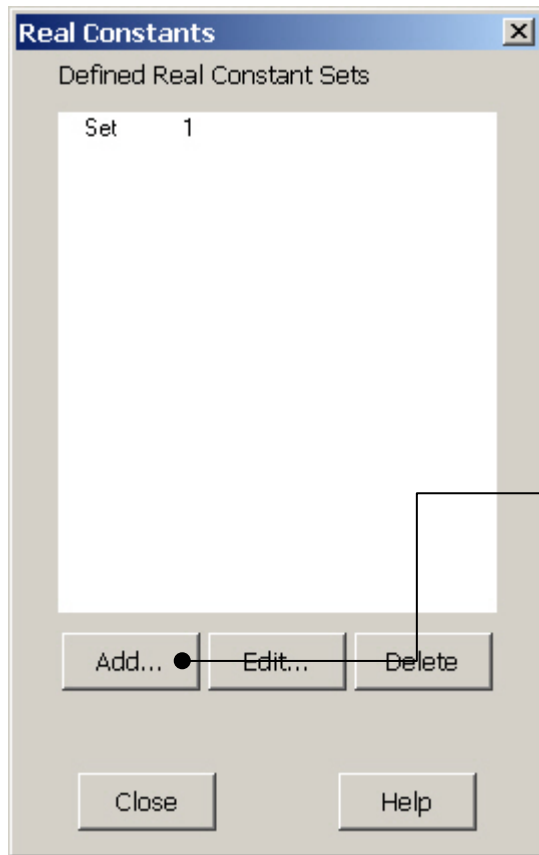 Real Constants
Defined Real Constant Sets
Set 1
Add... Edit... Delete
Close Help